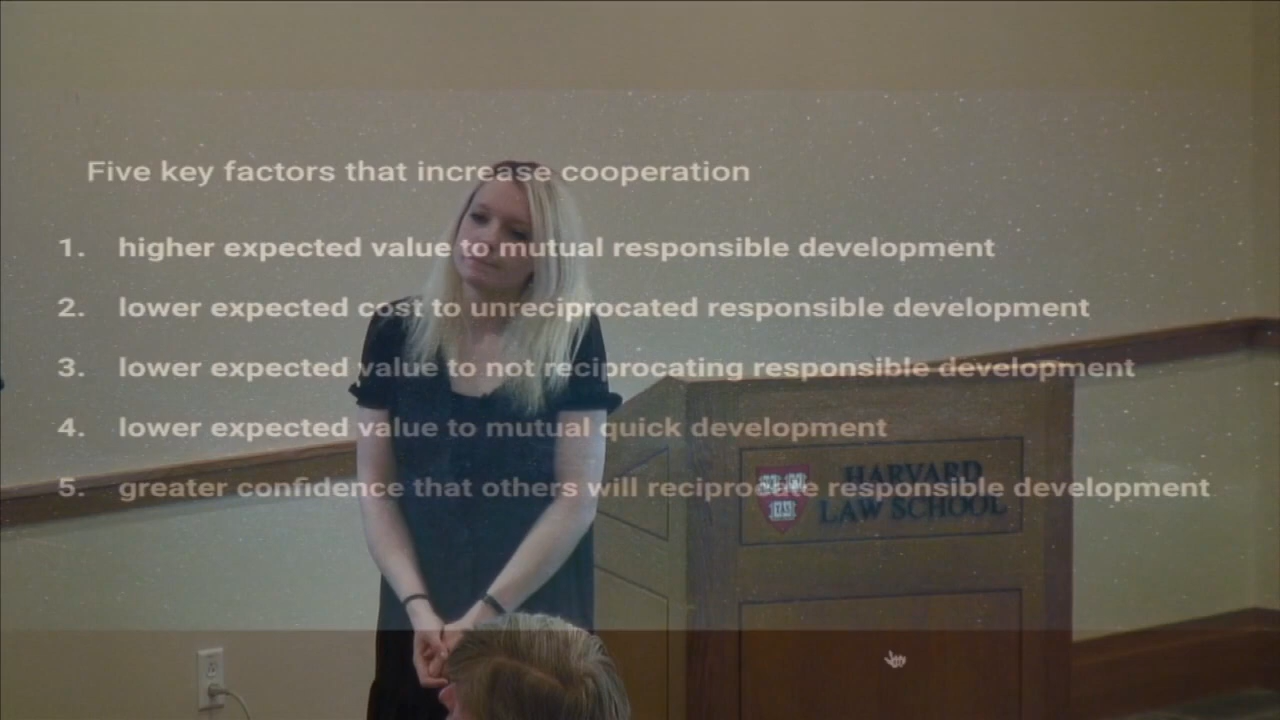 Five key factors that increase cooperation
1. higher expected value to mutual responsible development
2. lower expected cost to unreciprocated responsible development
3. lower expected value to not reciprocating responsible development
4. lower expected value to mutual quick development
5. greater confidence that others will reciprocate responsible development
HARVARD
LAW SCHOOL